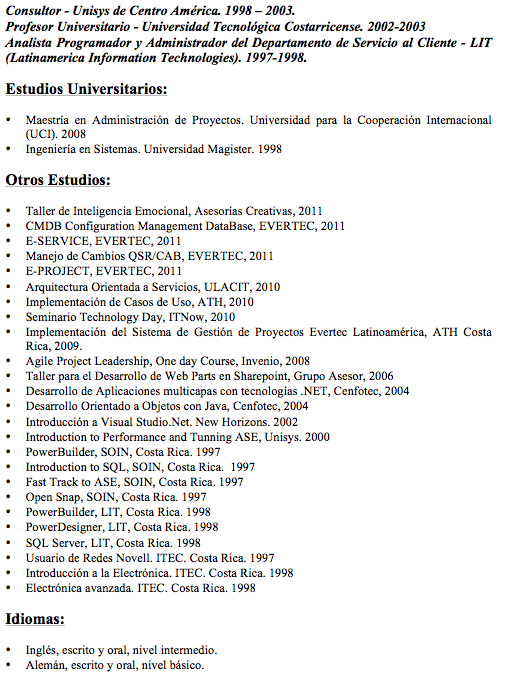 Consultor - Unisys de Centro América. 1998 – 2003.
Profesor Universitario - Universidad Tecnológica Costarricense. 2002-2003
Analista Programador y Administrador del Departamento de Servicio al Cliente - LIT
(Latinamerica Information Technologies). 1997-1998.
Estudios Universitarios:
• Maestría en Administración de Proyectos. Universidad para la Cooperación Internacional
(UCI). 2008
• Ingeniería en Sistemas. Universidad Magister. 1998
Otros Estudios:
• Taller de Inteligencia Emocional, Asesorías Creativas, 2011
• CMDB Configuration Management DataBase, EVERTEC, 2011
• E-SERVICE, EVERTEC, 2011
• Manejo de Cambios QSR/CAB, EVERTEC, 2011
• E-PROJECT, EVERTEC, 2011
• Arquitectura Orientada a Servicios, ULACIT, 2010
• Implementación de Casos de Uso, ATH, 2010
• Seminario Technology Day, ITNow, 2010
• Implementación del Sistema de Gestión de Proyectos Evertec Latinoamérica, ATH Costa
Rica, 2009.
• Agile Project Leadership, One day Course, Invenio, 2008
• Taller para el Desarrollo de Web Parts en Sharepoint, Grupo Asesor, 2006
• Desarrollo de Aplicaciones multicapas con tecnologías .NET, Cenfotec, 2004
• Desarrollo Orientado a Objetos con Java, Cenfotec, 2004
• Introducción a Visual Studio.Net. New Horizons. 2002
• Introduction to Performance and Tunning ASE, Unisys. 2000
• PowerBuilder, SOIN, Costa Rica. 1997
• Introduction to SQL, SOIN, Costa Rica. 1997
• Fast Track to ASE, SOIN, Costa Rica. 1997
• Open Snap, SOIN, Costa Rica. 1997
• PowerBuilder, LIT, Costa Rica. 1998
• PowerDesigner, LIT, Costa Rica. 1998
• SQL Server, LIT, Costa Rica. 1998
• Usuario de Redes Novell. ITEC. Costa Rica. 1997
• Introducción a la Electrónica. ITEC. Costa Rica. 1998
• Electrónica avanzada. ITEC. Costa Rica. 1998
Idiomas:
• Inglés, escrito y oral, nivel intermedio.
• Alemán, escrito y oral, nivel básico.